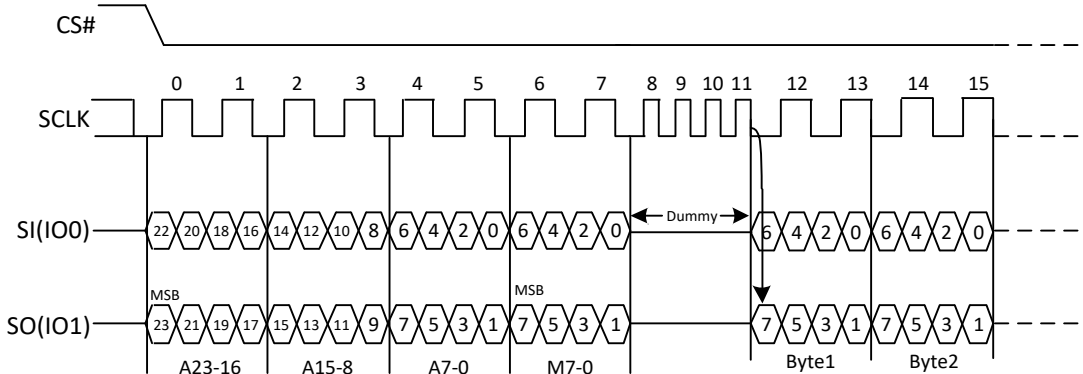 CS#
0 1 2 3 4 5 6 7 8 9 10 11 12 13 14 15
SCLK
SI(IO0) 22 20 18 16 14 12 10 8 6 4 2 0 6 4 2 0 Dummy 6 4 2 0 6 4 2 0
MSB MSB
SO(IO1) 23 21 19 17 15 13 11 9 7 5 3 1 7 5 3 1 7 5 3 1 7 5 3 1
A23-16 A15-8 A7-0 M7-0 Byte1 Byte2